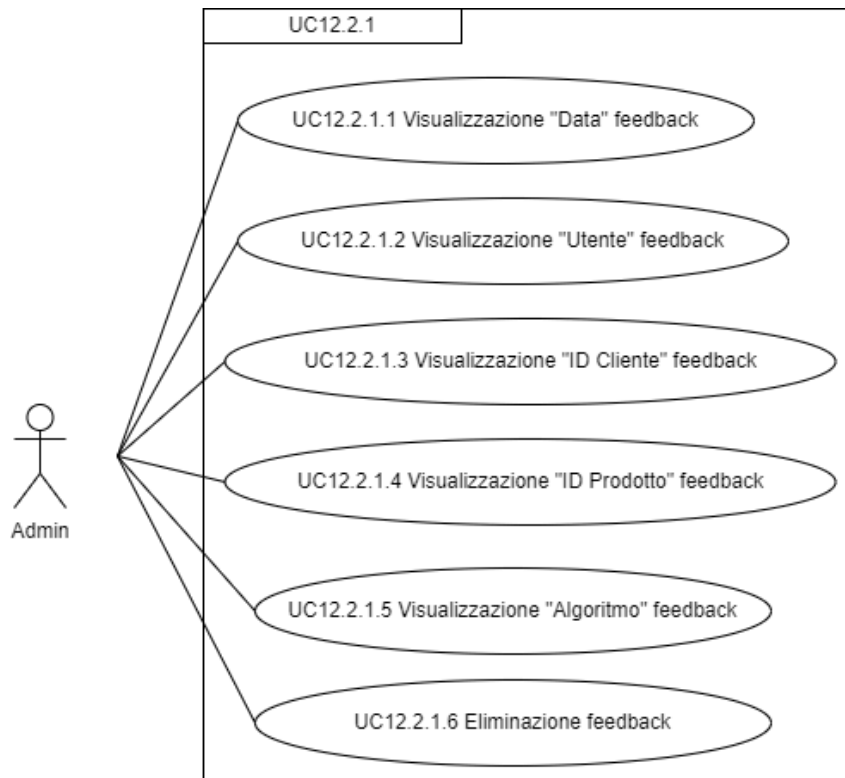 UC12.2.1
UC12.2.1.1 Visualizzazione "Data" feedback
UC12.2.1.2 Visualizzazione "Utente" feedback
UC12.2.1.3 Visualizzazione "ID Cliente" feedback
UC12.2.1.4 Visualizzazione "ID Prodotto" feedback
Admin
UC12.2.1.5 Visualizzazione "Algoritmo" feedback
UC12.2.1.6 Eliminazione feedback